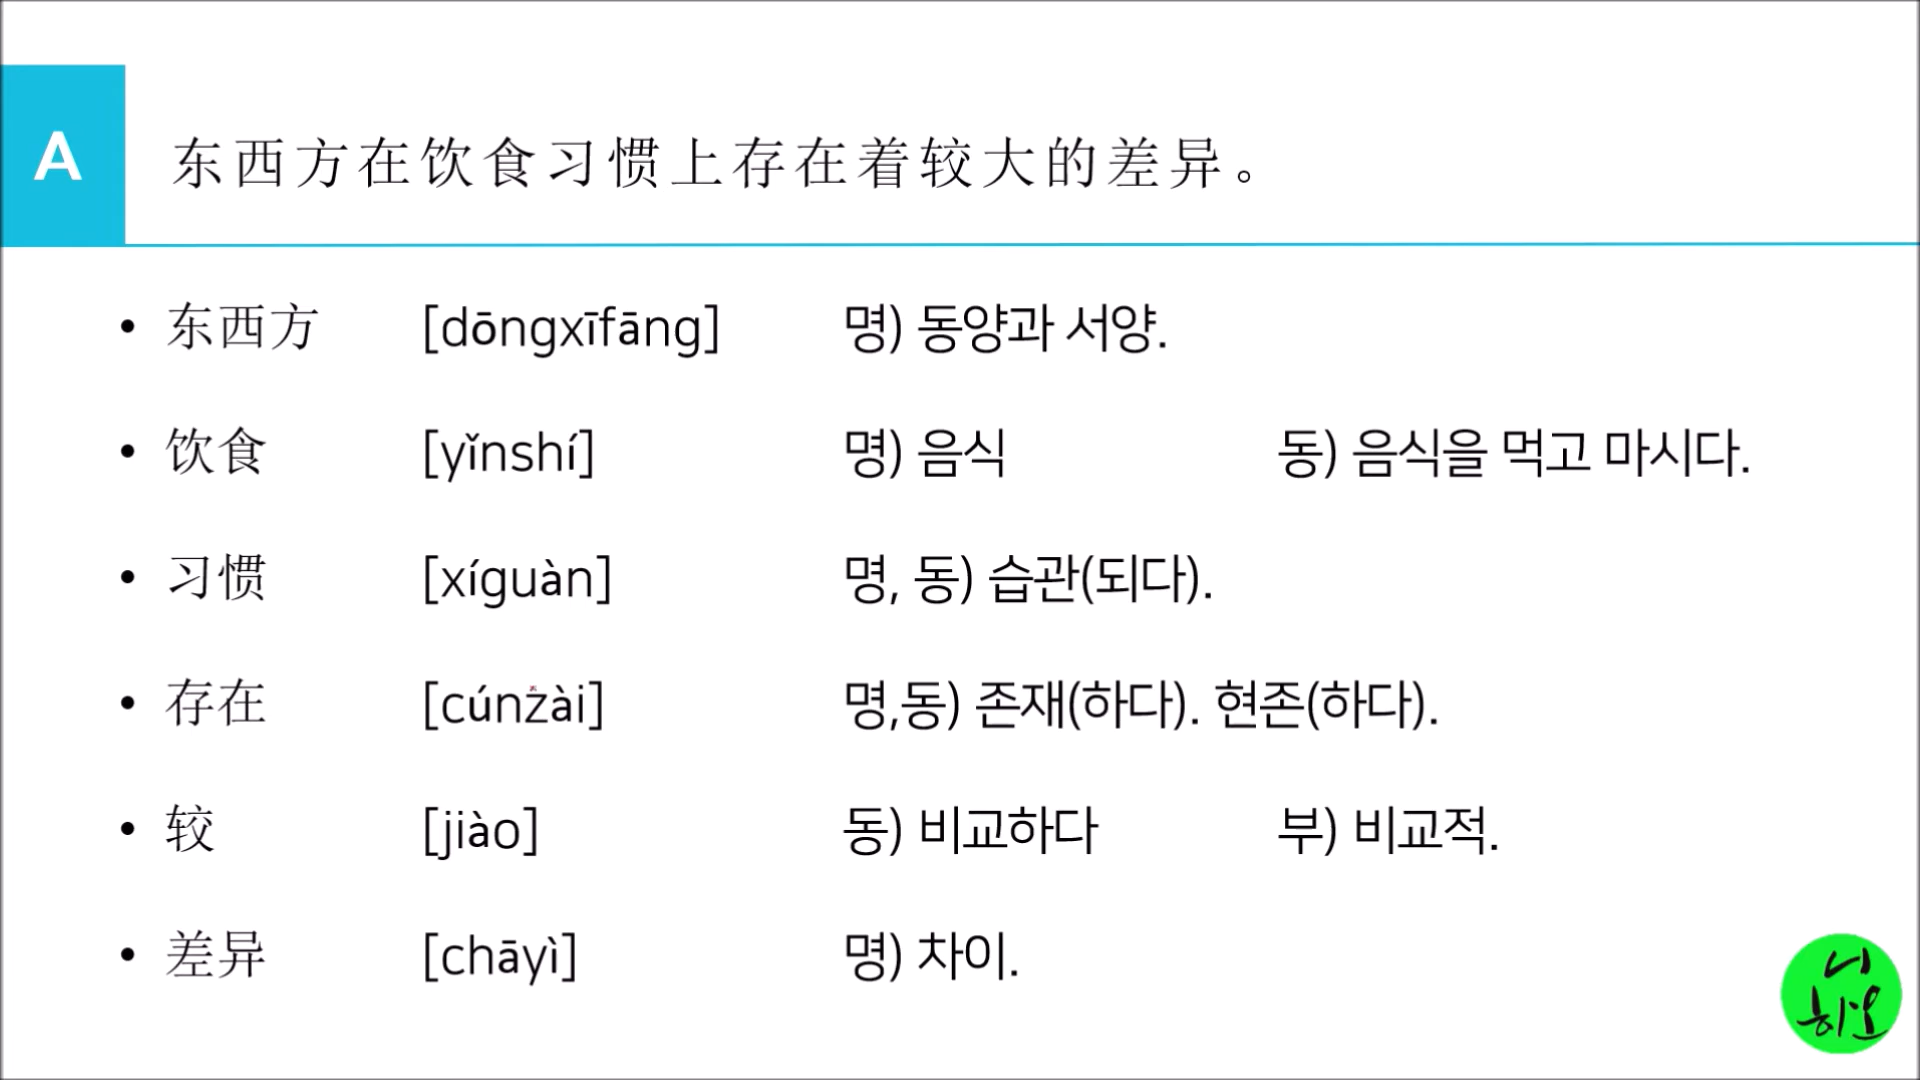 A
东西方在饮食习惯上存在着较大的差异。
• 东西方 [dōngxīfāng] 명) 동양과 서양.
• 饮食 [yǐnshí] 명) 음식 동) 음식을 먹고 마시다.
• 习惯 [xíguàn] 명, 동) 습관(되다).
• 存在 [cúnzài] 명,동) 존재(하다). 현존(하다).
• 较 [jiào] 동) 비교하다 부) 비교적.
• 差异 [chāyì] 명) 차이.
니
하오